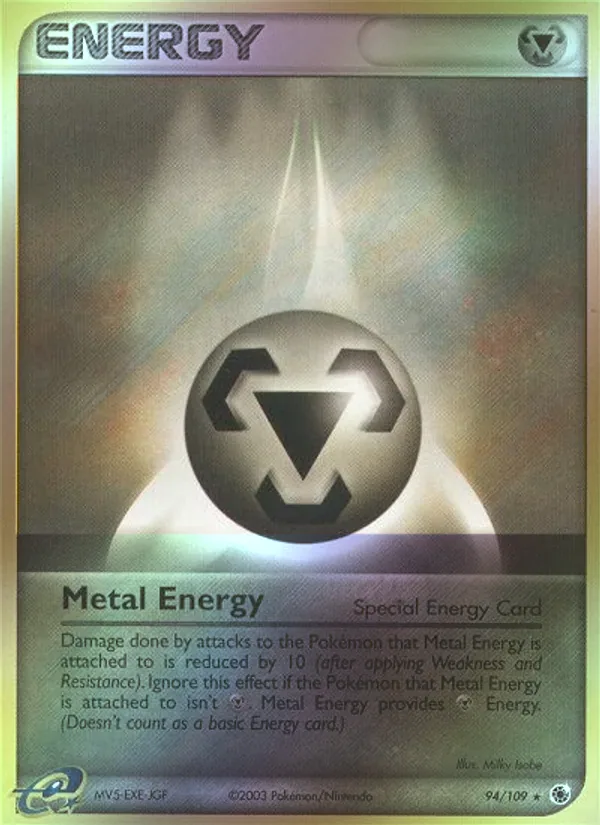 ENERGY
Metal Energy
Special Energy Card
Damage done by attacks to the Pokémon that Metal Energy is
attached to is reduced by 10 (after applying Weakness and
Resistance). Ignore this effect if the Pokémon that Metal Energy
is attached to isn't . Metal Energy provides Energy.
(Doesn't count as a basic Energy card.)
Illus. Milky Isobe
MV5-EXE-JGF ©2003 Pokémon/Nintendo 94/109 ★